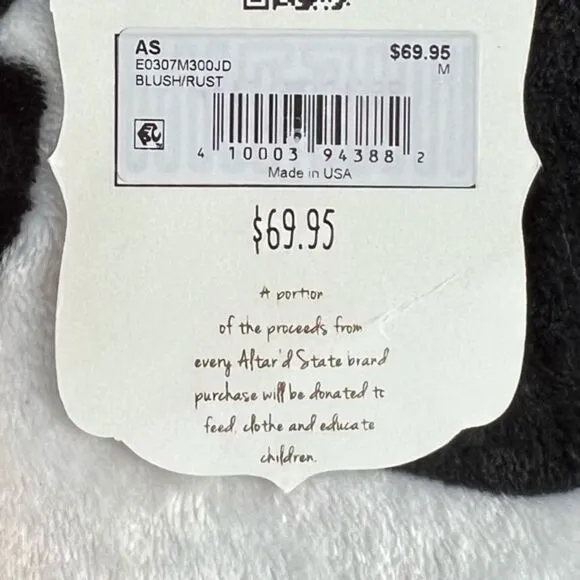 AS
$69.95
E0307M300JD
M
BLUSH/RUST
4 10003 94388 2
Made in USA
$69.95
A portion
of the proceeds from
every Altar'd State brand
purchase will be donated to
feed, clothe and educate
children.